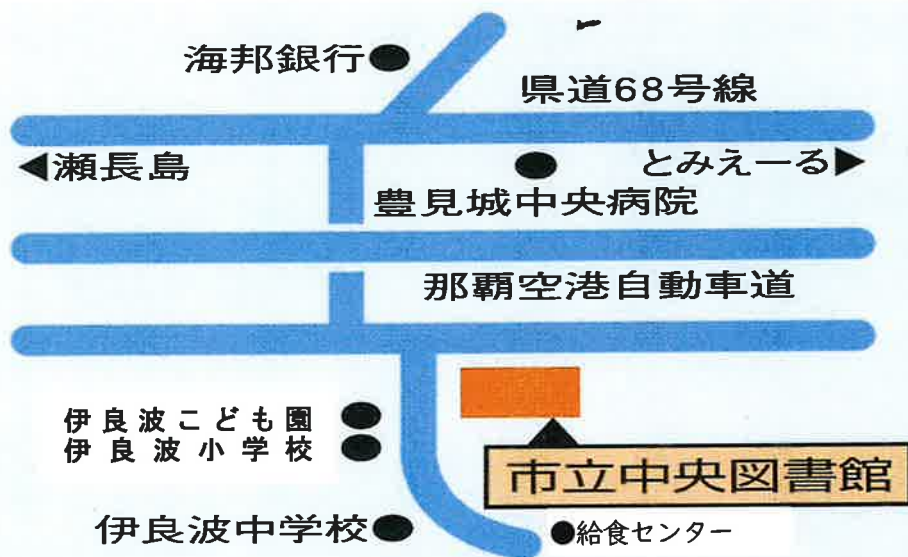 海邦銀行●
県道68号線
◀瀬長島
とみえーる▶
豊見城中央病院
那覇空港自動車道
伊良波こども園
伊良波小学校
市立中央図書館
伊良波中学校●
●給食センター